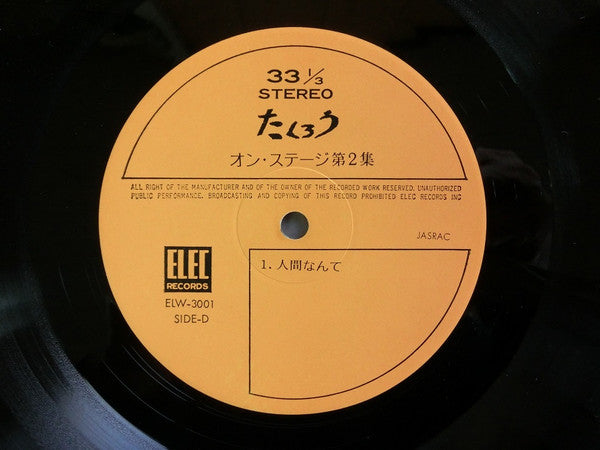 33 1/3
STEREO
たくろう
オン・ステージ第2集
ALL RIGHT OF THE MANUFACTURER AND OF THE OWNER OF THE RECORDED WORK RESERVED. UNAUTHORIZED
PUBLIC PERFORMANCE. BROADCASTING AND COPYING OF THIS RECORD PROHIBITED ELEC RECORDS INC
JASRAC
ELEC
RECORDS
ELW-3001
SIDE-D
1. 人間なんて